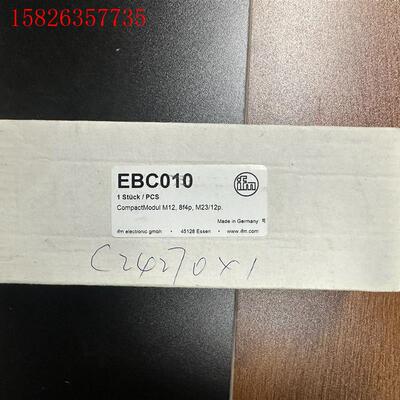 15826357735
EBC010
ifm
1 Stück / PCS
CompactModul M12, 8f4p, M23/12p.
Made in Germany
ifm electronic gmbh • 45128 Essen • www.ifm.com
C24270x1